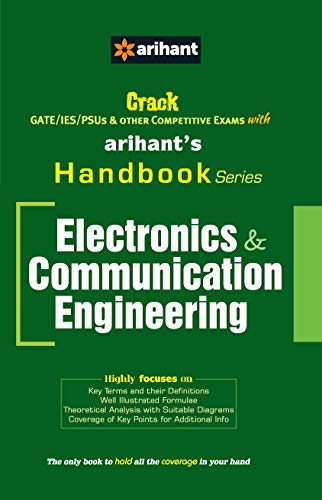 arihant
Crack
GATE/IES/PSUs & OTHER COMPETITIVE EXAMS with
arihant's
Handbook Series
Electronics &
Communication
Engineering
Highly focuses on
Key Terms and their Definitions
Well Illustrated Formulae
Theoretical Analysis with Suitable Diagrams
Coverage of Key Points for Additional Info
The only book to hold all the coverage in your hand